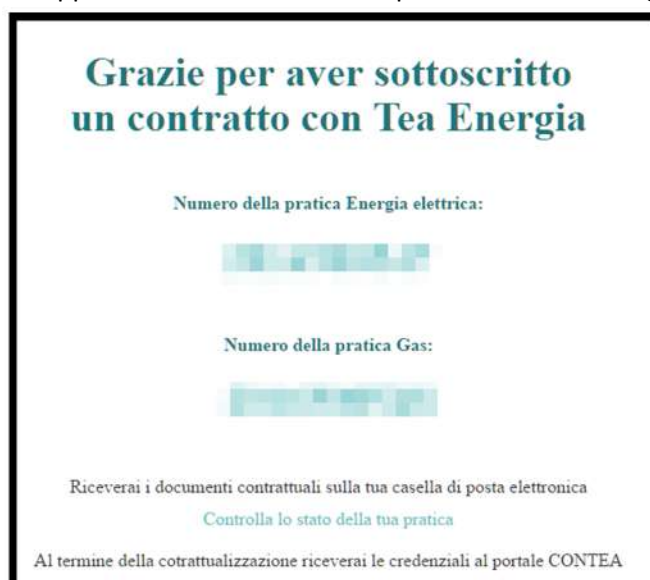 Grazie per aver sottoscritto
un contratto con Tea Energia
Numero della pratica Energia elettrica:
Numero della pratica Gas:
Riceverai i documenti contrattuali sulla tua casella di posta elettronica
Controlla lo stato della tua pratica
Al termine della cotrattualizzazione riceverai le credenziali al portale CONTEA